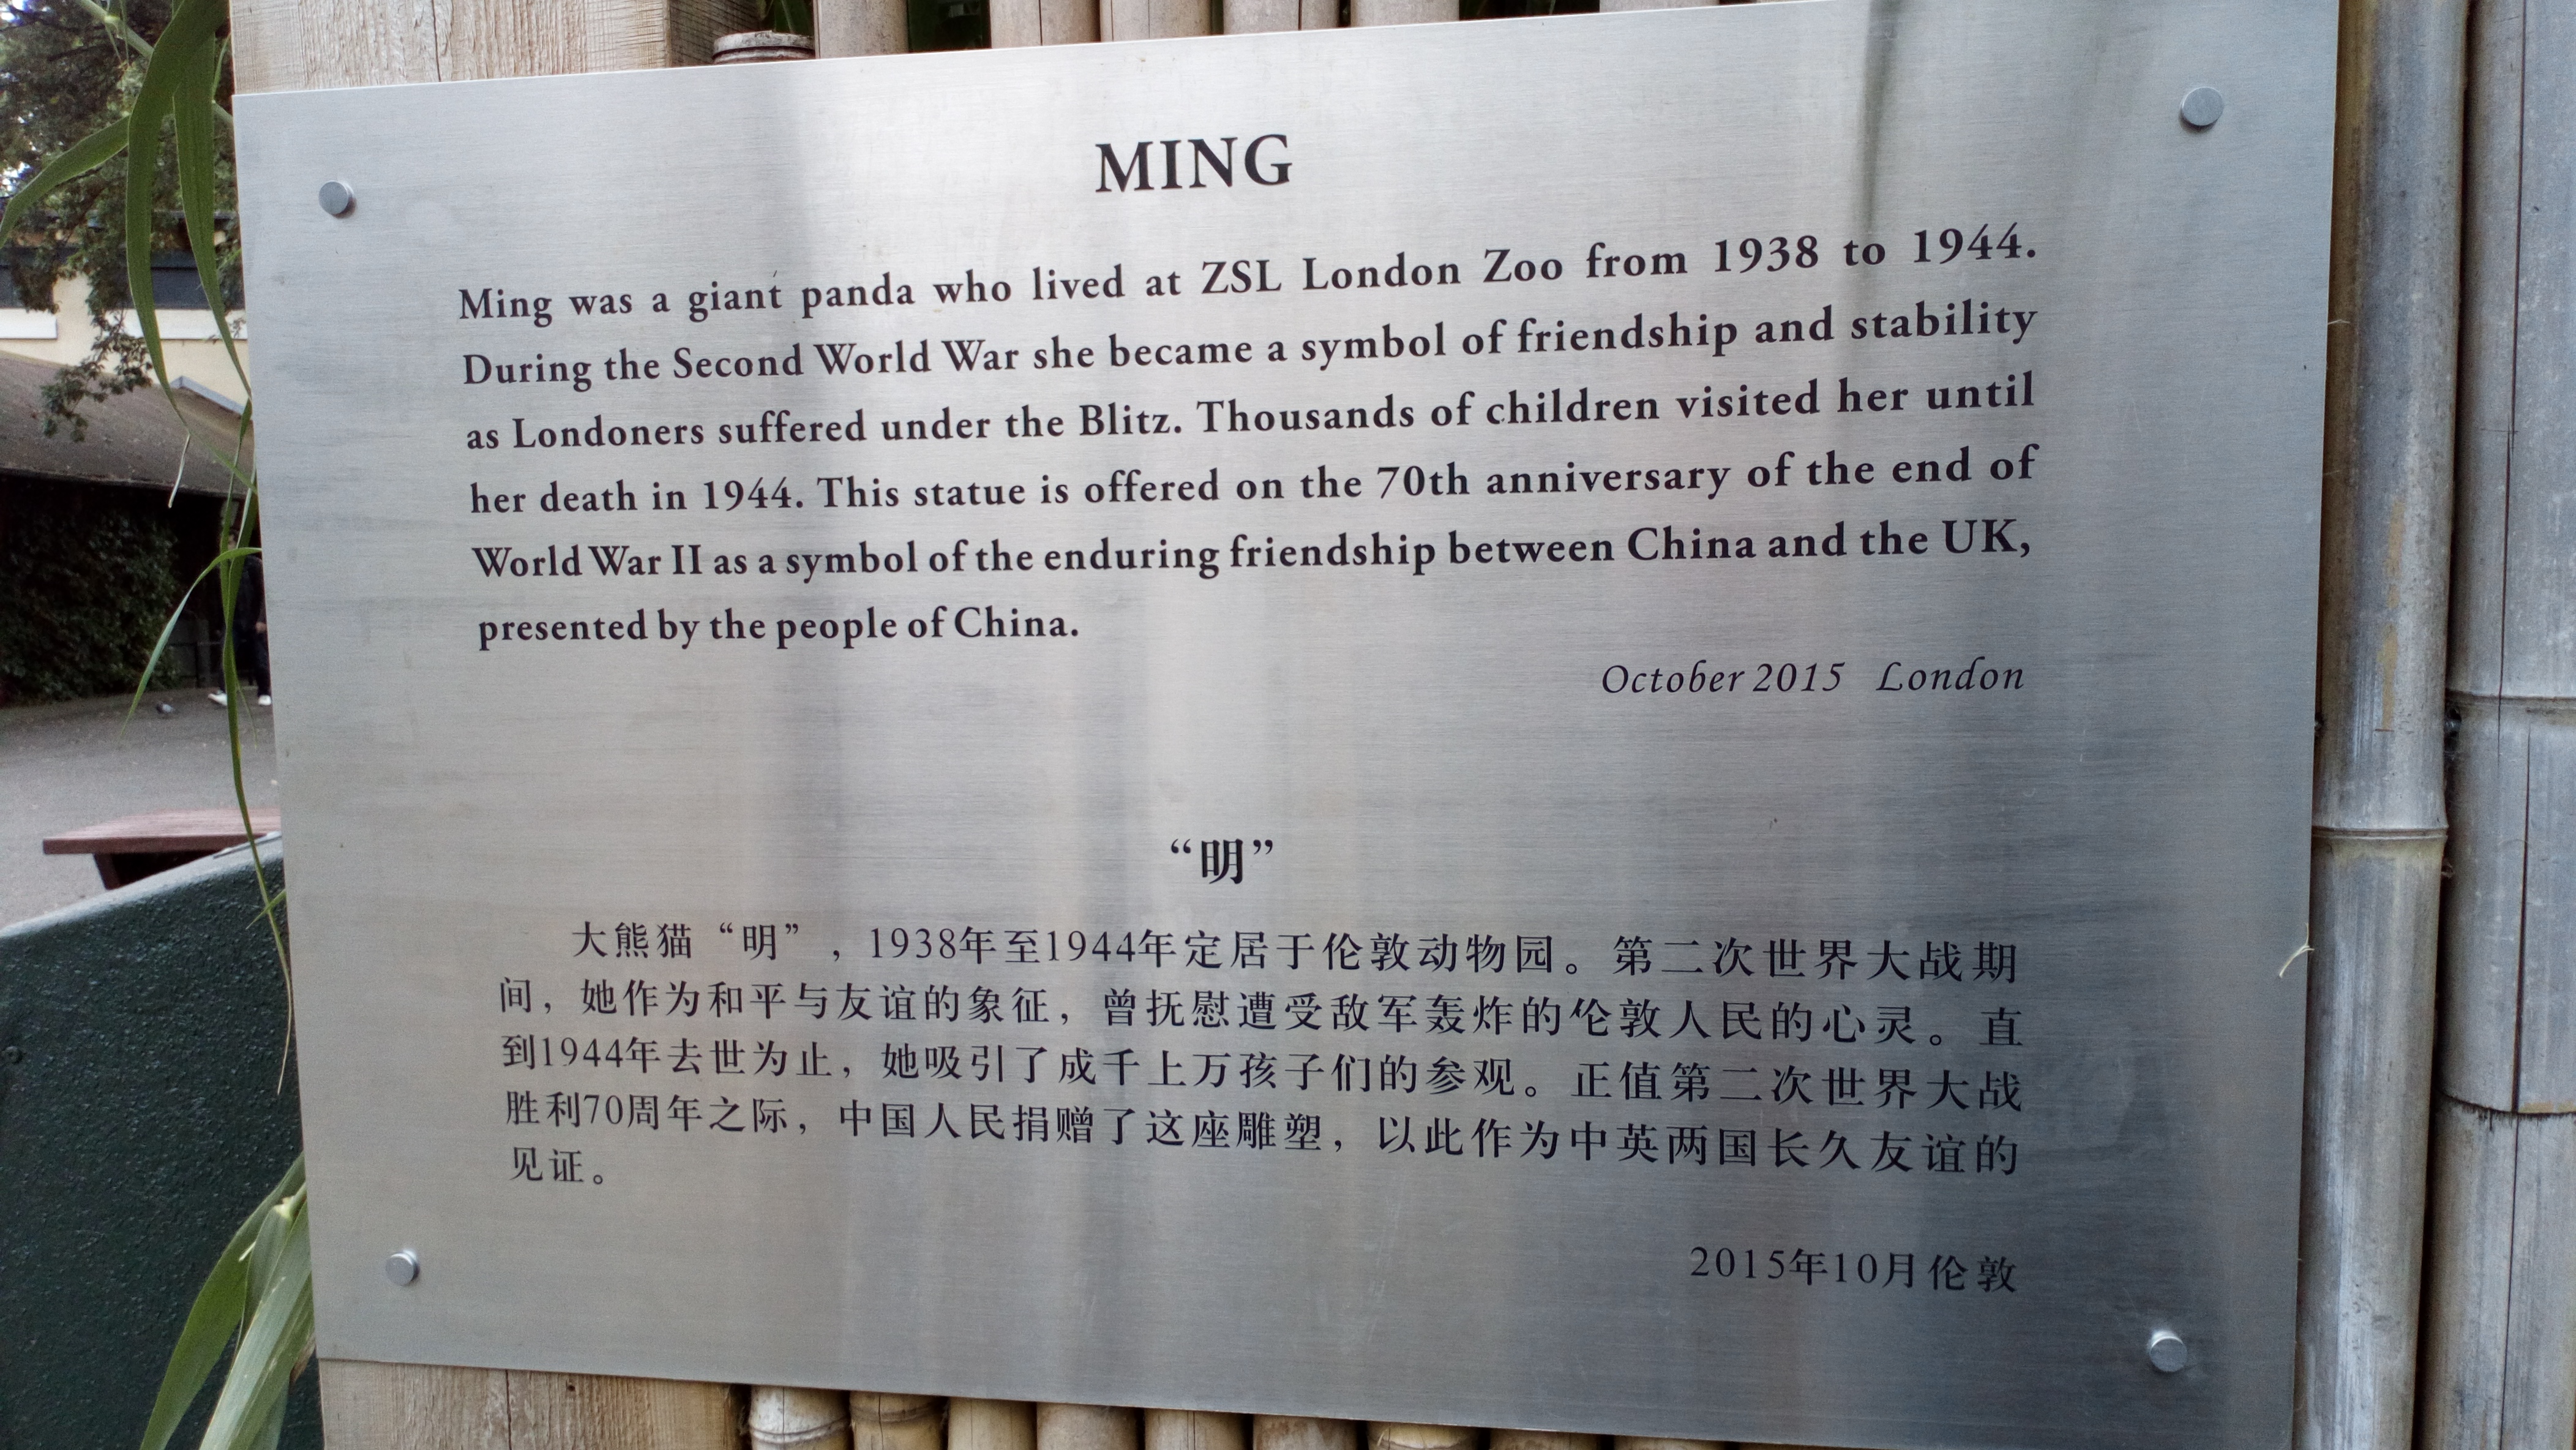 MING
Ming was a giant panda who lived at ZSL London Zoo from 1938 to 1944.
During the Second World War she became a symbol of friendship and stability
as Londoners suffered under the Blitz. Thousands of children visited her until
her death in 1944. This statue is offered on the 70th anniversary of the end of
World War II as a symbol of the enduring friendship between China and the UK,
presented by the people of China.
October 2015 London
“明”
大熊猫“明”，1938年至1944年定居于伦敦动物园。第二次世界大战期
间，她作为和平与友谊的象征，曾抚慰遭受敌军轰炸的伦敦人民的心灵。直
到1944年去世为止，她吸引了成千上万孩子们的参观。正值第二次世界大战
胜利70周年之际，中国人民捐赠了这座雕塑，以此作为中英两国长久友谊的
见证。
2015年10月伦敦